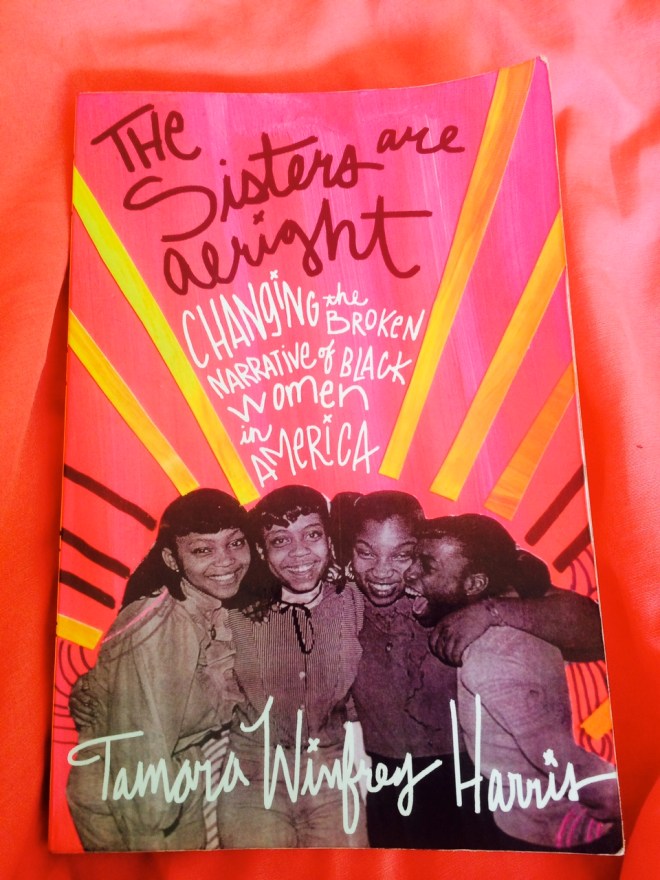 THe
Sisters are
alright
CHANgiNG the
BROKEN
NARRATIVE of BLACK
women
in
AMERiCA
Tamara Winfrey Harris